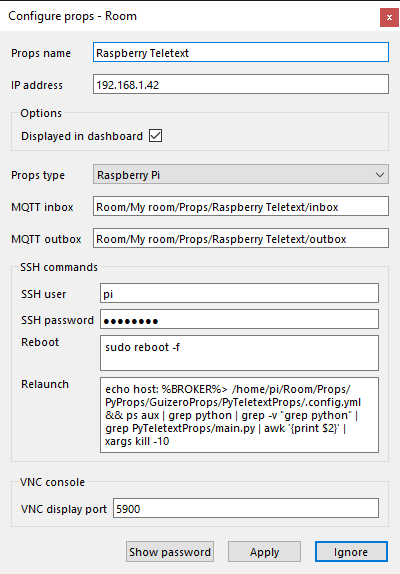 Configure props - Room
x
Props name Raspberry Teletext
IP address 192.168.1.42
Options
Displayed in dashboard
Props type Raspberry Pi
MQTT inbox Room/My room/Props/Raspberry Teletext/inbox
MQTT outbox Room/My room/Props/Raspberry Teletext/outbox
SSH commands
SSH user pi
SSH password ●●●●●●●●
Reboot sudo reboot -f
Relaunch echo host: %BROKER%> /home/pi/Room/Props/
PyProps/GuizeroProps/PyTeletextProps/.config.yml
&& ps aux | grep python | grep -v "grep python" |
grep PyTeletextProps/main.py | awk '{print $2}' |
xargs kill -10
VNC console
VNC display port 5900
Show password Apply Ignore